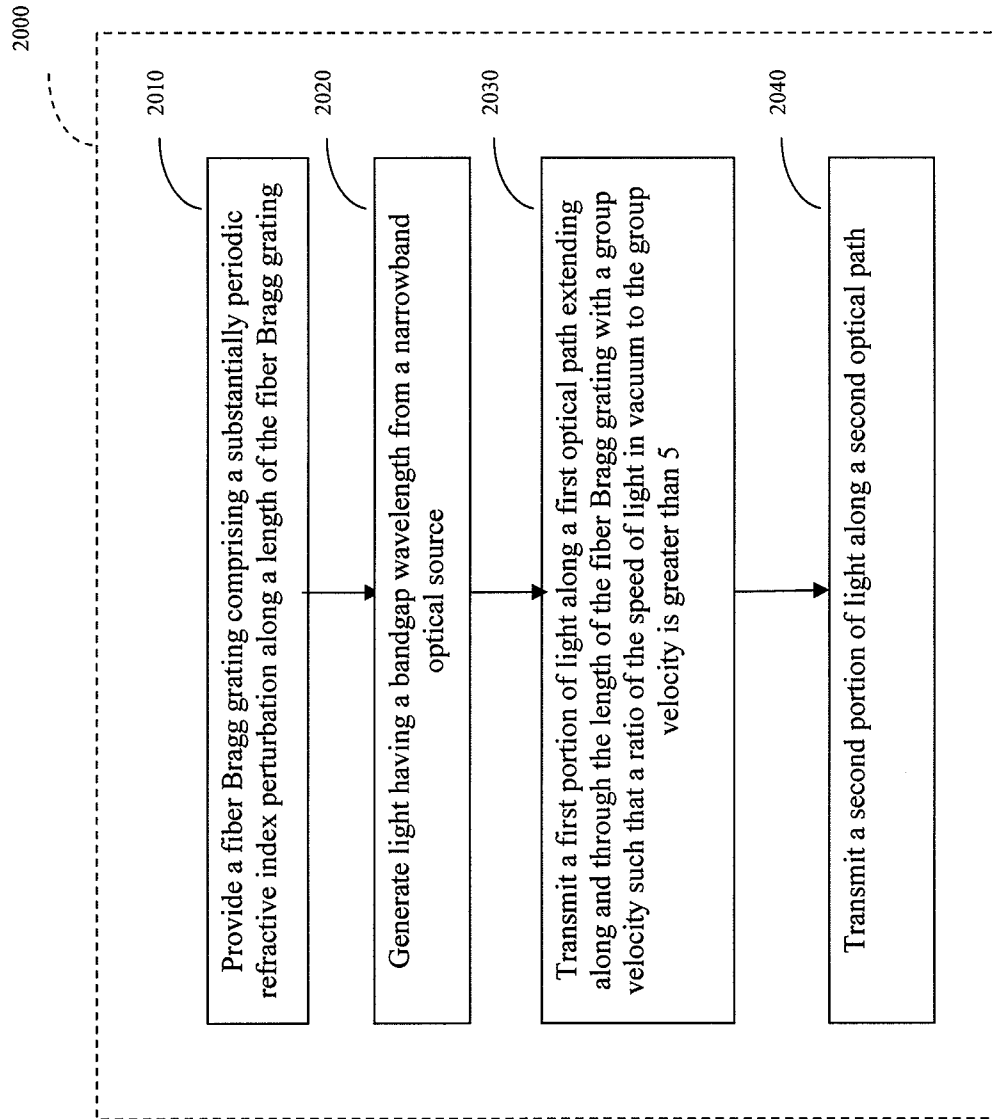 2000
2010
Provide a fiber Bragg grating comprising a substantially periodic
refractive index perturbation along a length of the fiber Bragg grating
2020
Generate light having a bandgap wavelength from a narrowband
optical source
2030
Transmit a first portion of light along a first optical path extending
along and through the length of the fiber Bragg grating with a group
velocity such that a ratio of the speed of light in vacuum to the group
velocity is greater than 5
2040
Transmit a second portion of light along a second optical path